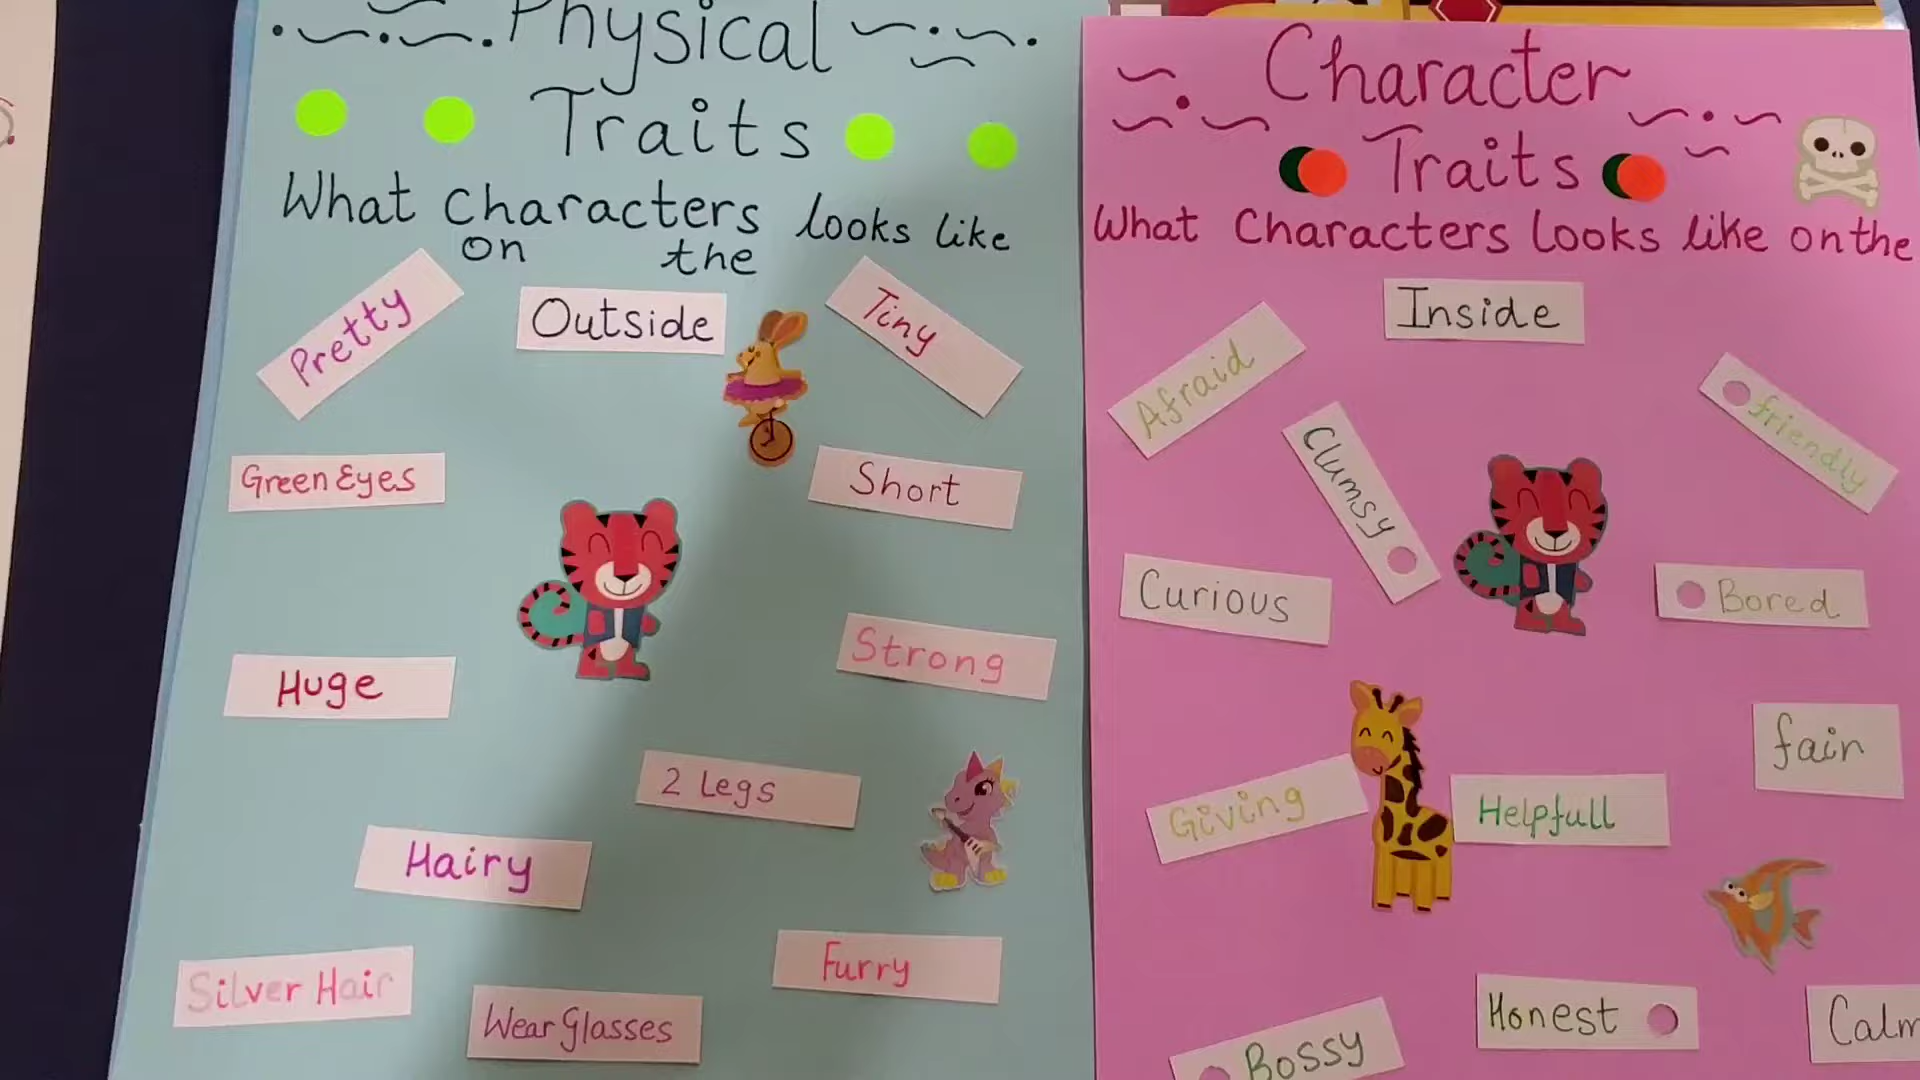 Physical
Traits
What Characters looks like
on the
Outside
Pretty
Tiny
Green Eyes
Short
Strong
Huge
2 Legs
Hairy
Furry
Silver Hair
Wear Glasses
Character
Traits
What Characters looks like on the
Inside
Afraid
friendly
Clumsy
Curious
Bored
fair
Giving
Helpfull
Honest
Calm
Bossy